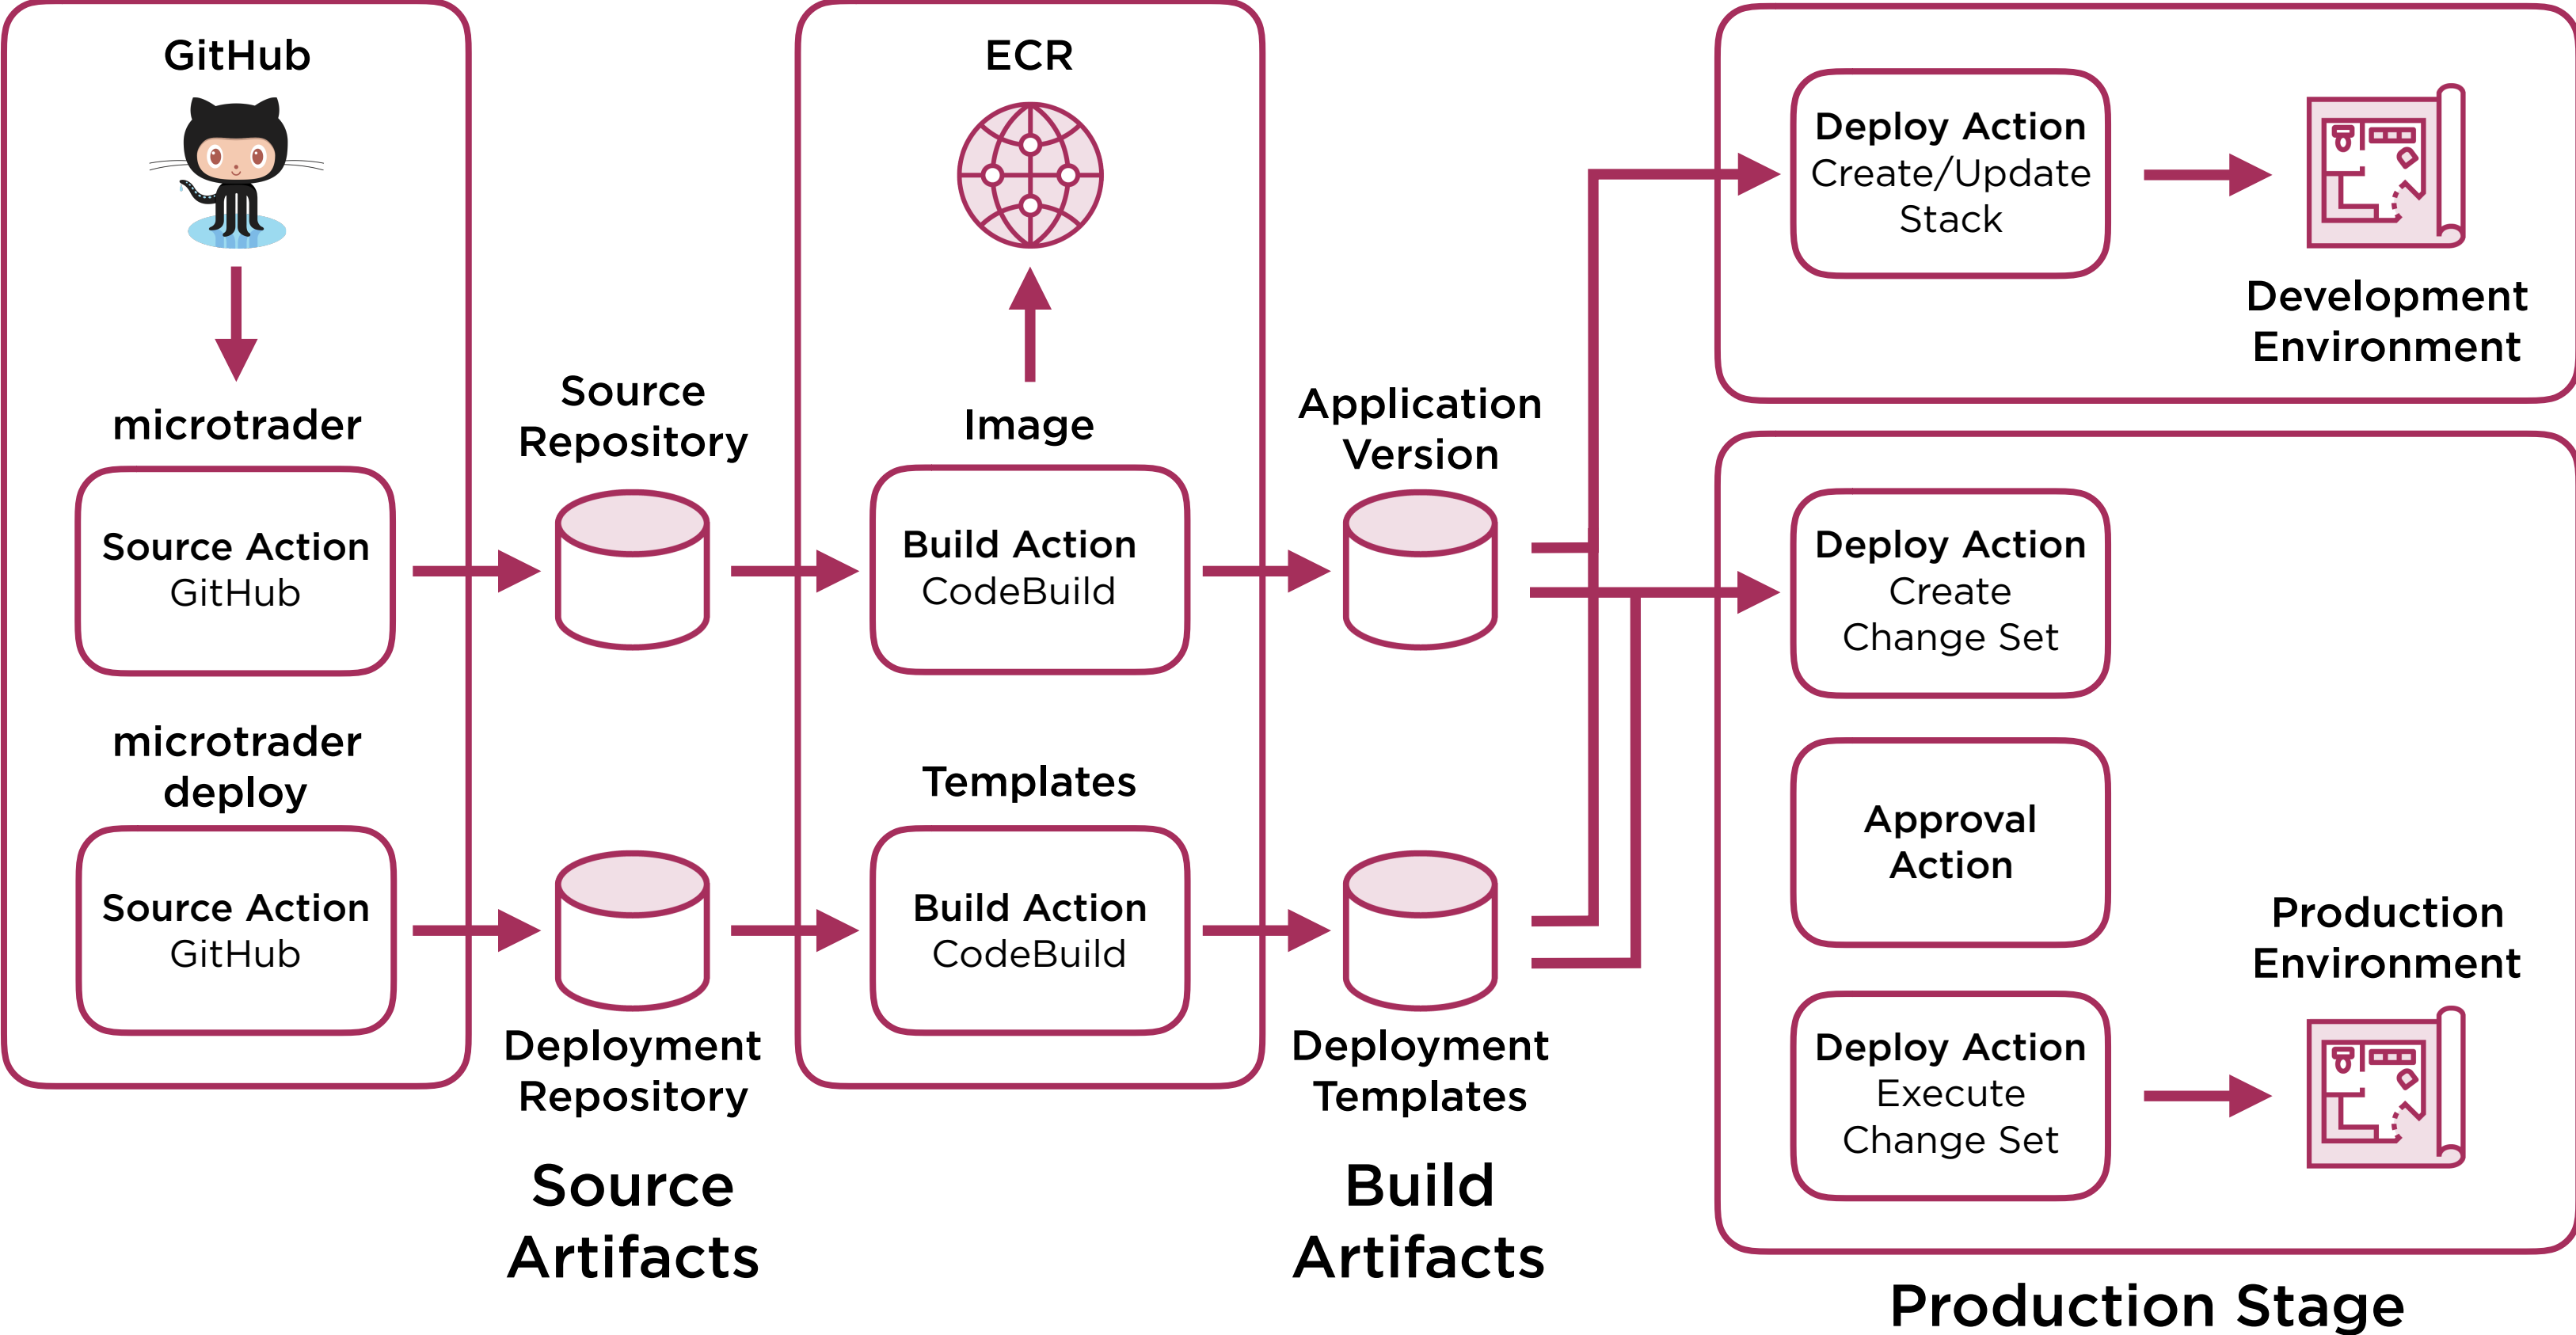 GitHub
microtrader
Source Action
GitHub
microtrader
deploy
Source Action
GitHub
Source
Repository
Deployment
Repository
Source
Artifacts
ECR
Image
Build Action
CodeBuild
Templates
Build Action
CodeBuild
Application
Version
Deployment
Templates
Build
Artifacts
Deploy Action
Create/Update
Stack
Development
Environment
Deploy Action
Create
Change Set
Approval
Action
Deploy Action
Execute
Change Set
Production
Environment
Production Stage